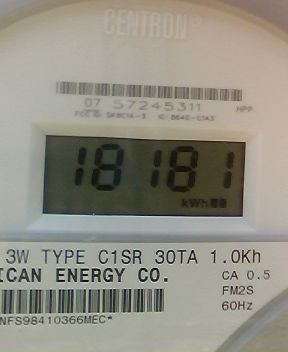 CENTRON®
07 57245311
HPP
18181
kWh
3W TYPE C1SR 30TA 1.0Kh
ICAN ENERGY CO.
CA 0.5
FM2S
60Hz
NFS98410366MEC*